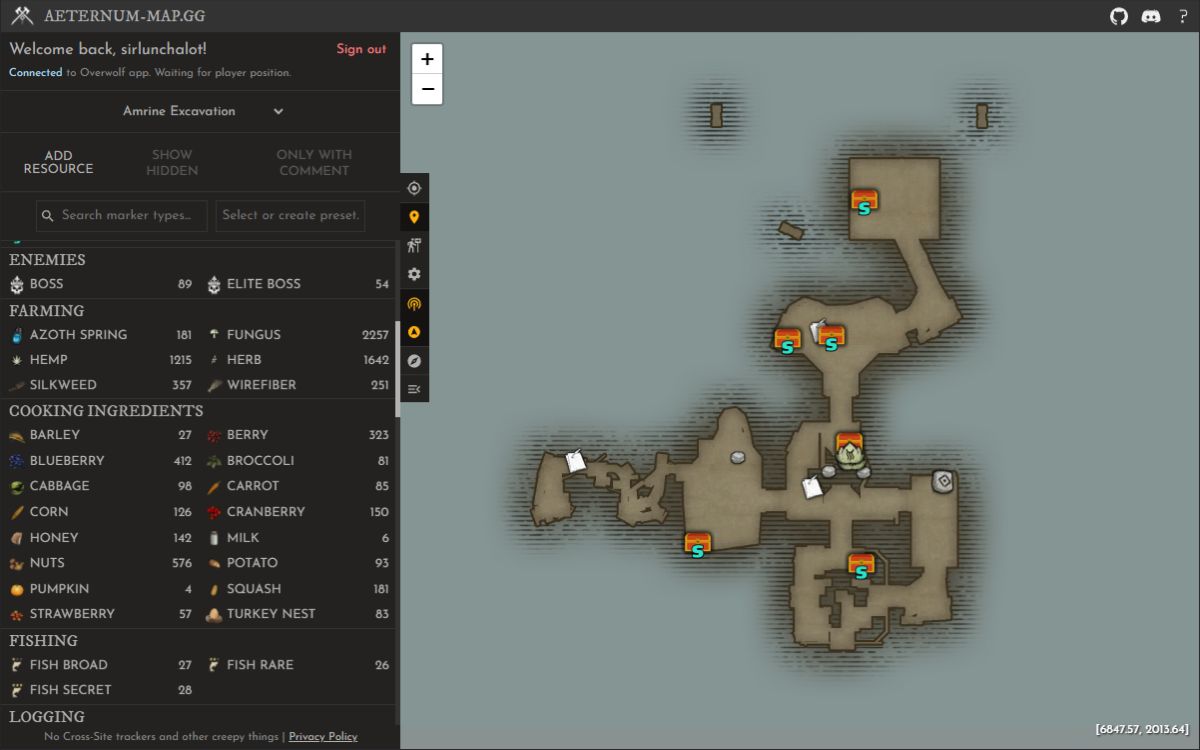 AETERNUM-MAP.GG
?
Welcome back, sirlunchalot!
Sign out
Connected to Overwolf app. Waiting for player position.
Amrine Excavation
ADD
RESOURCE
SHOW
HIDDEN
ONLY WITH
COMMENT
Search marker types...
Select or create preset.
ENEMIES
BOSS 89 ELITE BOSS 54
FARMING
AZOTH SPRING 181 FUNGUS 2257
HEMP 1215 HERB 1642
SILKWEED 357 WIREFIBER 251
COOKING INGREDIENTS
BARLEY 27 BERRY 323
BLUEBERRY 412 BROCCOLI 81
CABBAGE 98 CARROT 85
CORN 126 CRANBERRY 150
HONEY 142 MILK 6
NUTS 576 POTATO 93
PUMPKIN 4 SQUASH 181
STRAWBERRY 57 TURKEY NEST 83
FISHING
FISH BROAD 27 FISH RARE 26
FISH SECRET 28
LOGGING
No Cross-Site trackers and other creepy things | Privacy Policy
+
−
S
S
S
S
S
[6847.57, 2013.64]